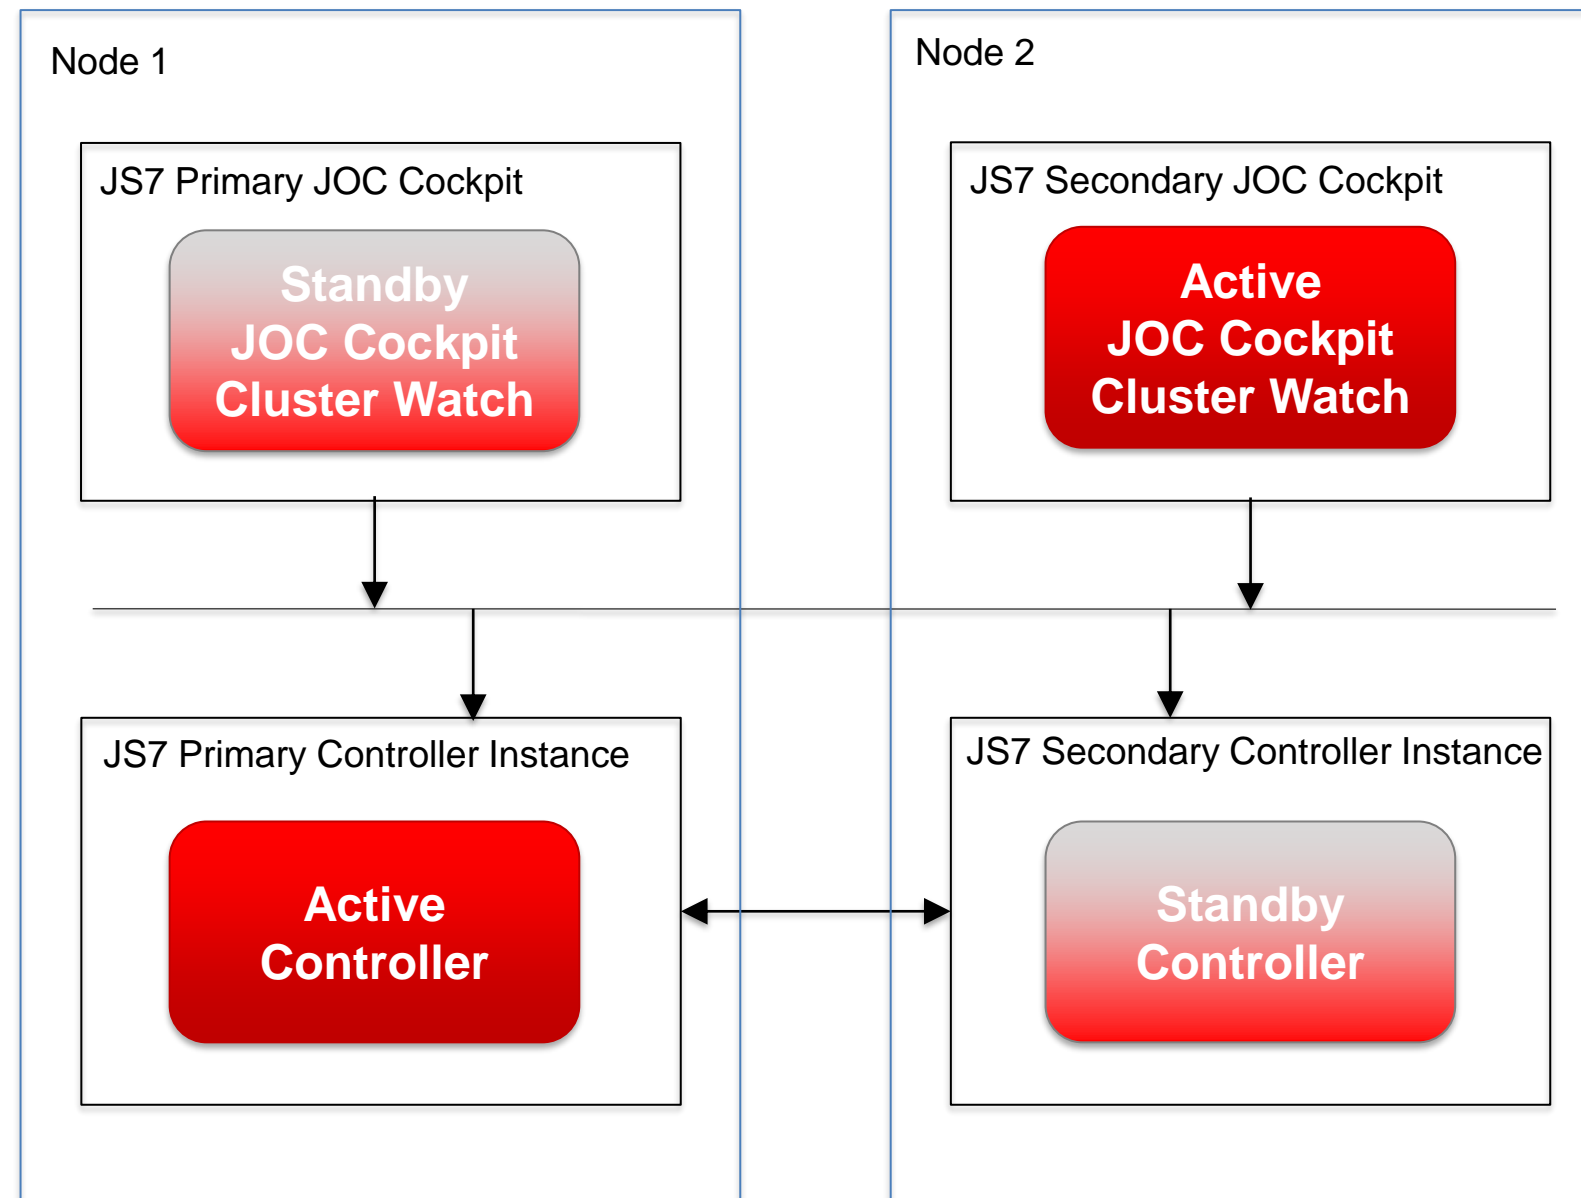 Node 1
JS7 Primary JOC Cockpit
Standby
JOC Cockpit
Cluster Watch
JS7 Primary Controller Instance
Active
Controller
Node 2
JS7 Secondary JOC Cockpit
Active
JOC Cockpit
Cluster Watch
JS7 Secondary Controller Instance
Standby
Controller